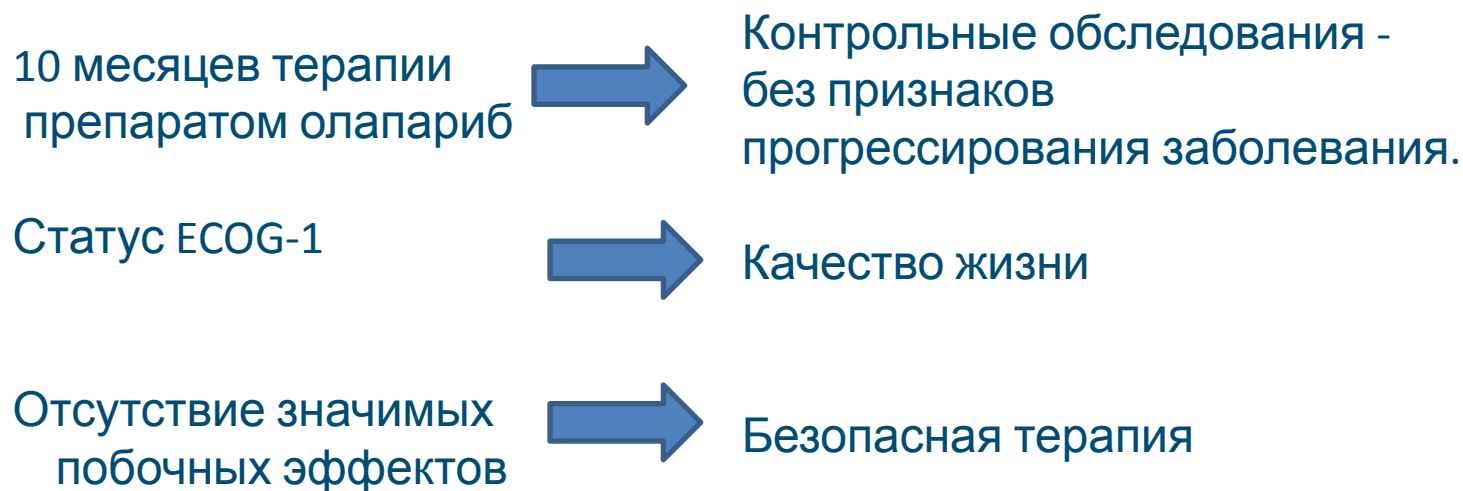 10 месяцев терапии
препаратом олапариб
Контрольные обследования -
без признаков
прогрессирования заболевания.
Статус ECOG-1
Качество жизни
Отсутствие значимых
побочных эффектов
Безопасная терапия